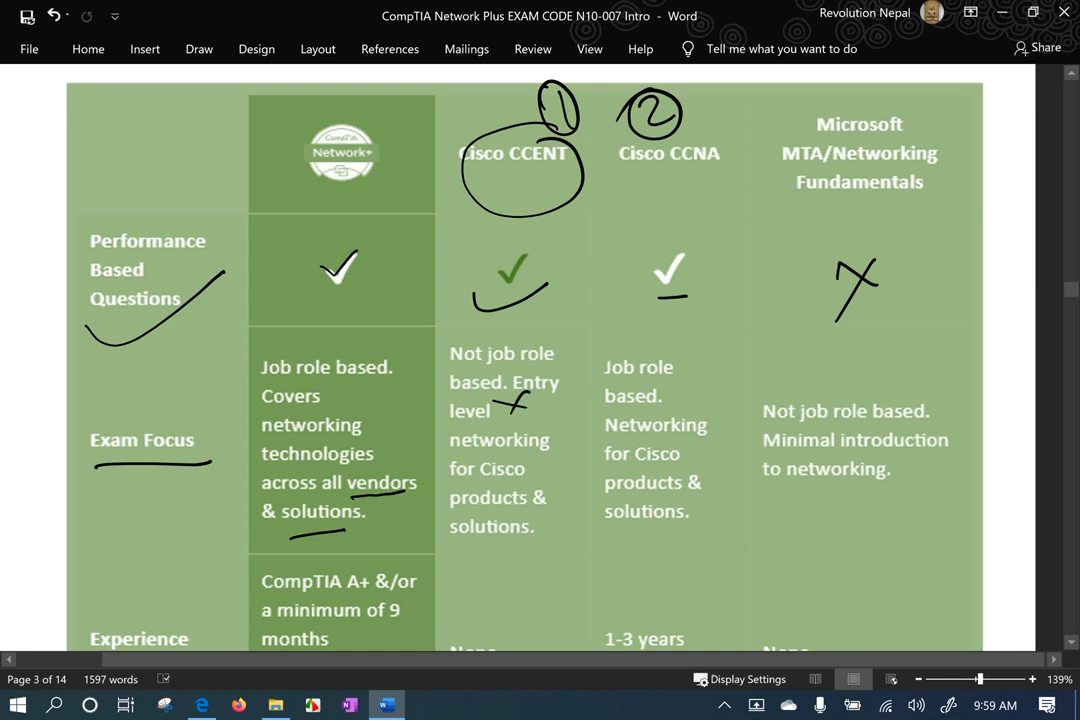 CompTIA Network Plus EXAM CODE N10-007 Intro - Word
Revolution Nepal
File Home Insert Draw Design Layout References Mailings Review View Help Tell me what you want to do Share
CompTIA
Network+
Cisco CCENT
1
Cisco CCNA
2
Microsoft
MTA/Networking
Fundamentals
Performance
Based
Questions
Exam Focus
Job role based.
Covers
networking
technologies
across all vendors
& solutions.
Not job role
based. Entry
level
networking
for Cisco
products &
solutions.
Job role
based.
Networking
for Cisco
products &
solutions.
Not job role based.
Minimal introduction
to networking.
Experience
CompTIA A+ &/or
a minimum of 9
months
None
1-3 years
None
Page 3 of 14 1597 words Display Settings 139%
9:59 AM